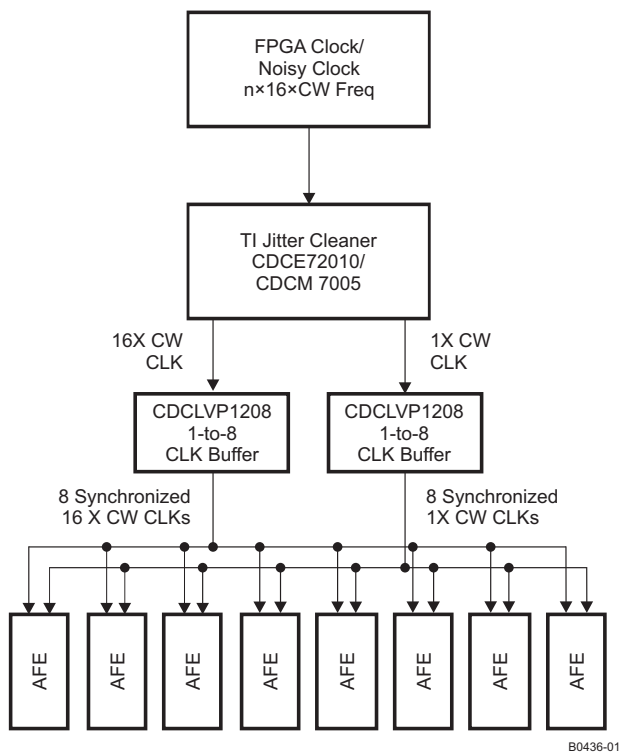 FPGA Clock/
Noisy Clock
n×16×CW Freq
TI Jitter Cleaner
CDCE72010/
CDCM 7005
16X CW
CLK
1X CW
CLK
CDCLVP1208
1-to-8
CLK Buffer
CDCLVP1208
1-to-8
CLK Buffer
8 Synchronized
16 X CW CLKs
8 Synchronized
1X CW CLKs
AFE
AFE
AFE
AFE
AFE
AFE
AFE
AFE
B0436-01